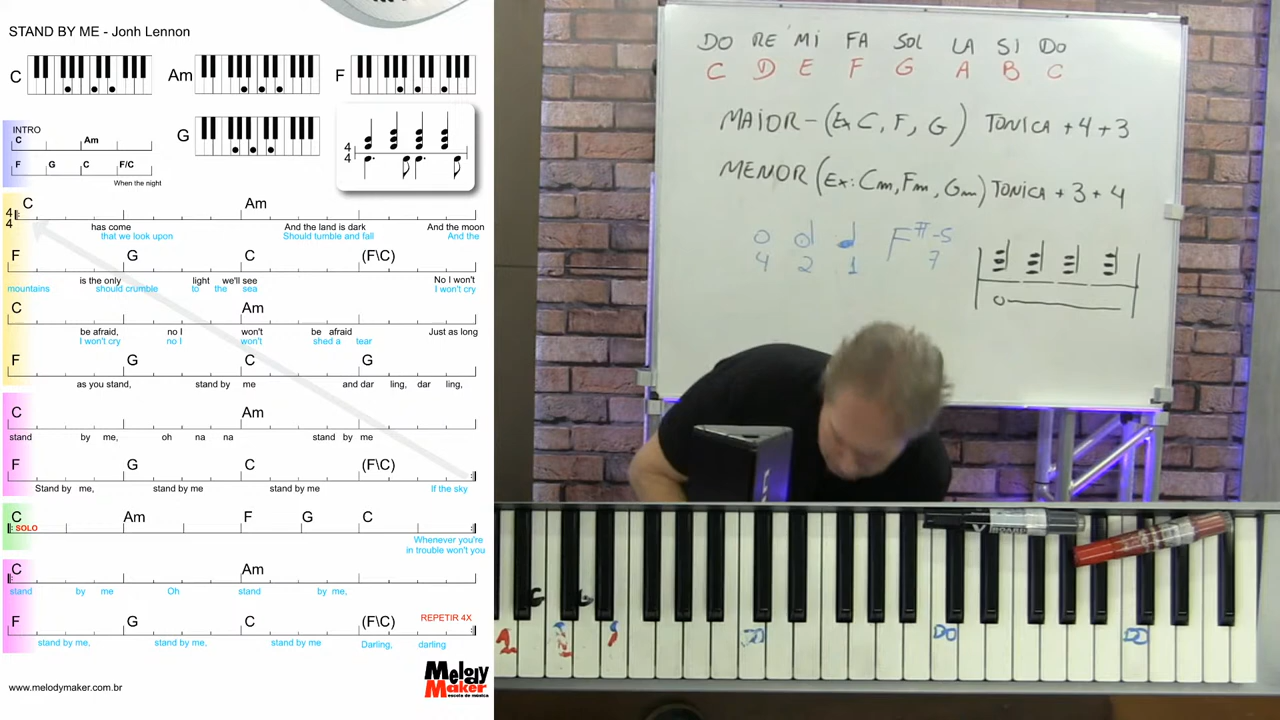 STAND BY ME - Jonh Lennon
C Am F
G
INTRO
C Am
F G C F/C
When the night
4
4
4
4
C Am
has come And the land is dark And the moon
that we look upon Should tumble and fall And the
F G C (F\C)
is the only light we'll see No I won't
mountains should crumble to the sea I won't cry
C Am
be afraid, no I won't be afraid Just as long
I won't cry no I won't shed a tear
F G C G
as you stand, stand by me and dar ling, dar ling,
C Am
stand by me, oh na na stand by me
F G C (F\C)
Stand by me, stand by me stand by me If the sky
C Am F G C
SOLO
Whenever you're
in trouble won't you
C Am
stand by me Oh stand by me,
F G C (F\C) REPETIR 4X
stand by me, stand by me, stand by me Darling, darling
www.melodymaker.com.br
Melody
Maker
escola de música
DO RE MI FA SOL LA SI DO
C D E F G A B C
MAIOR - (Ex C, F, G) TONICA + 4 + 3
MENOR (Ex: Cm, Fm, Gm) TONICA + 3 + 4
F#-5
4 2 1 7
BOARD
DO DO DO